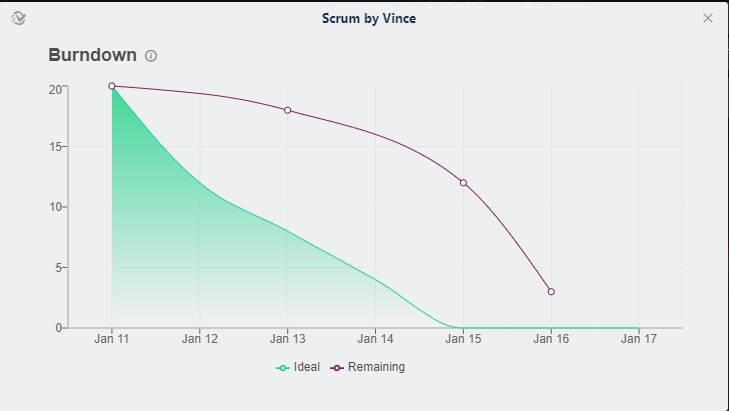 Scrum by Vince
Burndown
20
15
10
5
0
Jan 11 Jan 12 Jan 13 Jan 14 Jan 15 Jan 16 Jan 17
Ideal Remaining